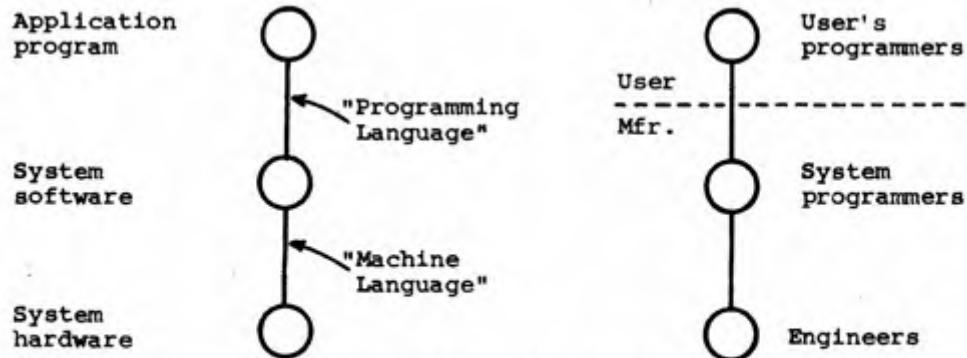 Application
program
"Programming
Language"
System
software
"Machine
Language"
System
hardware
User's
programmers
User
Mfr.
System
programmers
Engineers